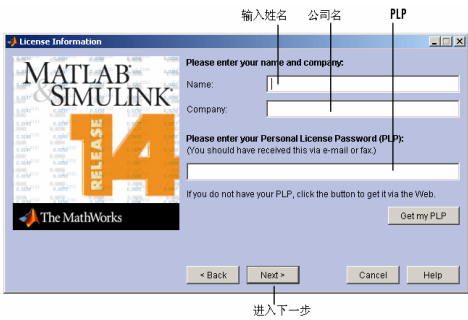 输入姓名
公司名
PLP
License Information
MATLAB®
&SIMULINK®
RELEASE
14
The MathWorks
Please enter your name and company:
Name:
Company:
Please enter your Personal License Password (PLP):
(You should have received this via e-mail or fax.)
If you do not have your PLP, click the button to get it via the Web.
Get my PLP
< Back
Next >
Cancel
Help
进入下一步